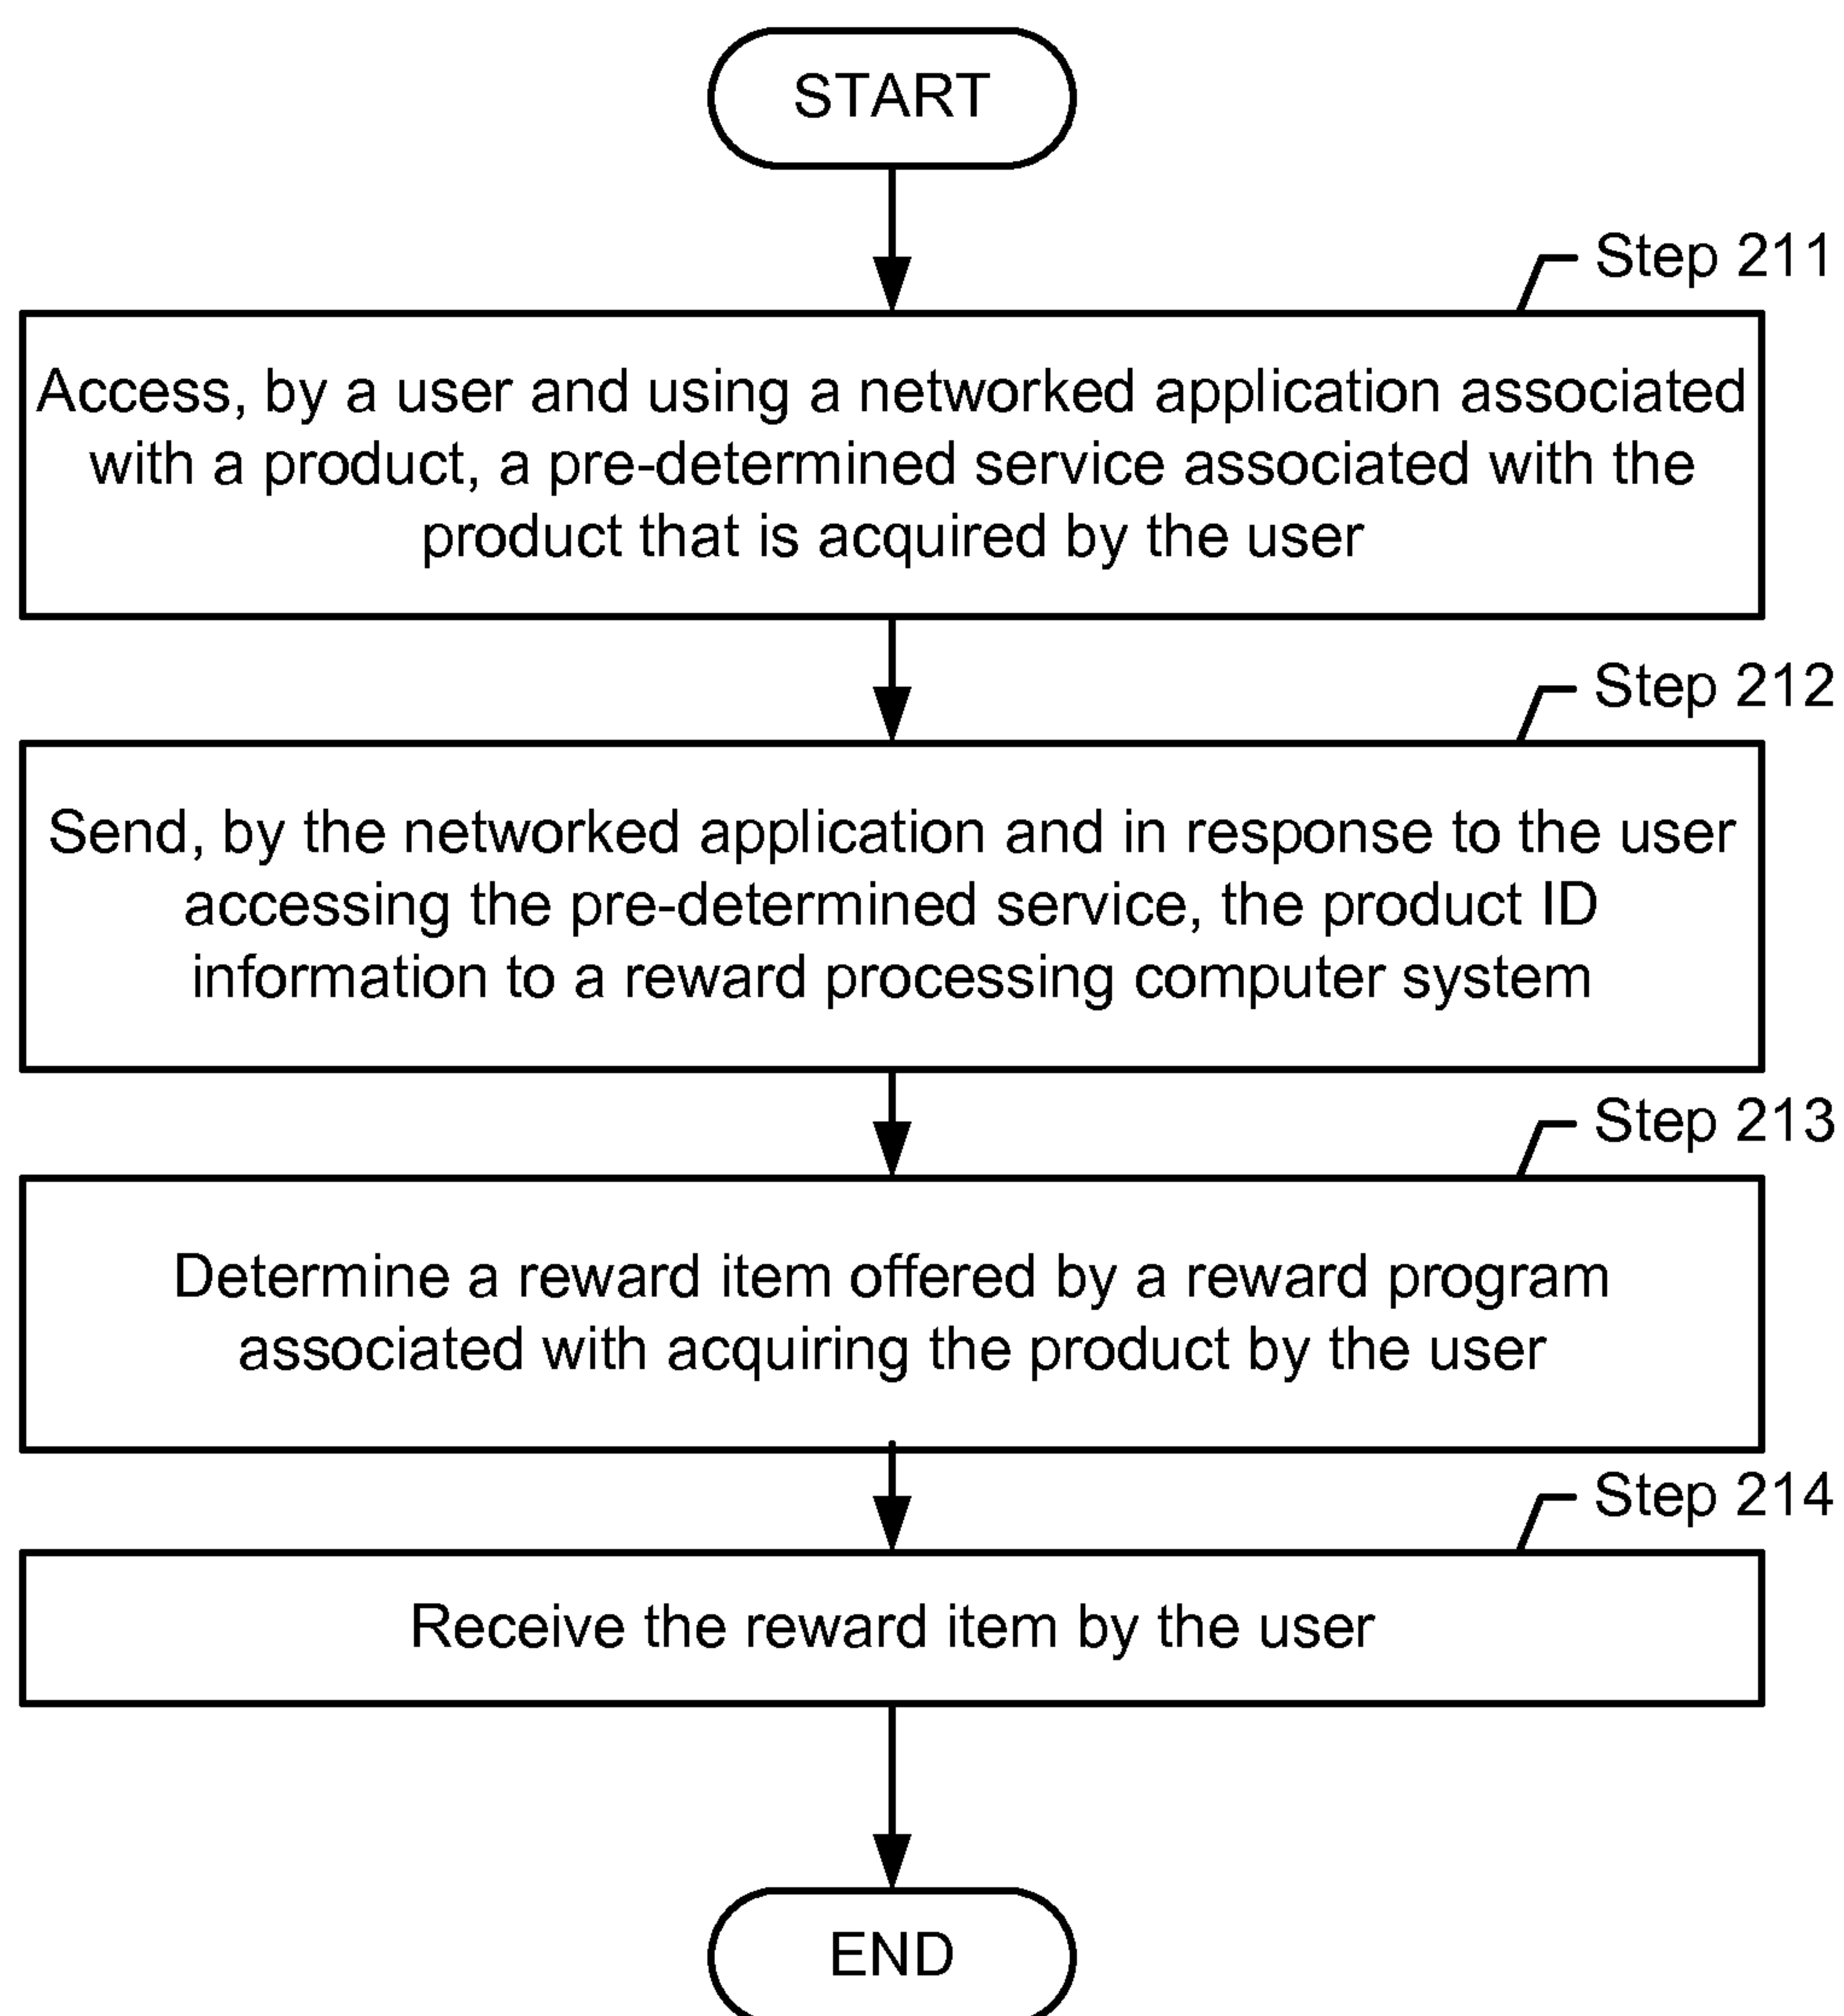 START
Step 211
Access, by a user and using a networked application associated
with a product, a pre-determined service associated with the
product that is acquired by the user
Step 212
Send, by the networked application and in response to the user
accessing the pre-determined service, the product ID
information to a reward processing computer system
Step 213
Determine a reward item offered by a reward program
associated with acquiring the product by the user
Step 214
Receive the reward item by the user
END